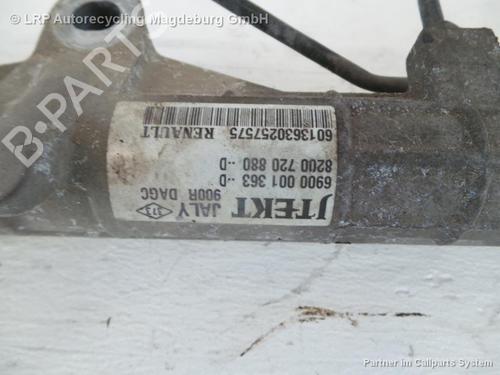 © LRP Autorecycling Magdeburg GmbH
JTEKT
JALY 373
900R DAGC
6900 001 363 ..D
8200 720 880 ..D
RENAULT
6013630257575
Partner im Callparts System